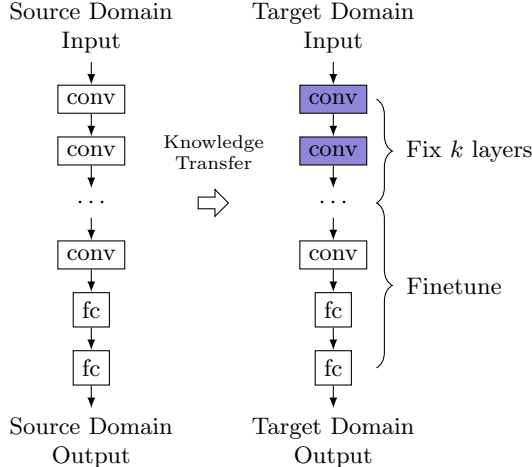 Source Domain
Input
conv
conv
...
conv
fc
fc
Source Domain
Output
Knowledge
Transfer
Target Domain
Input
conv
conv
...
conv
fc
fc
Target Domain
Output
Fix k layers
Finetune